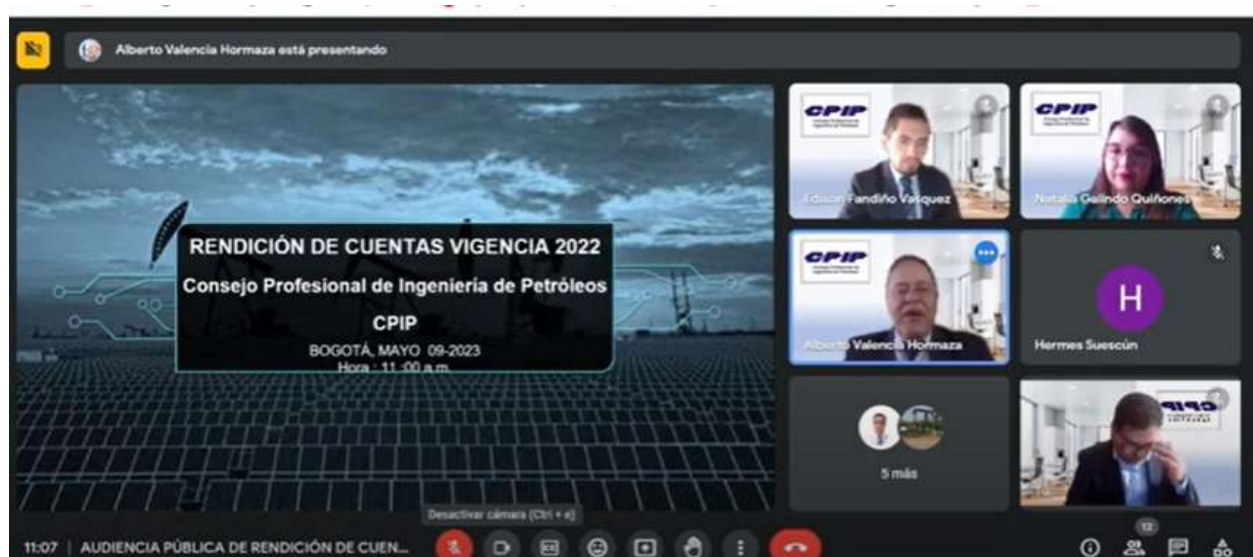 Alberto Valencia Hormaza está presentando
RENDICIÓN DE CUENTAS VIGENCIA 2022
Consejo Profesional de Ingeniería de Petróleos
CPIP
BOGOTÁ, MAYO 09-2023
Hora : 11 :00 a.m.
CPIP
Edison Fandiño Vasquez
CPIP
Natalia Galindo Quiñones
CPIP
Alberto Valencia Hormaza
H
Hermes Suescún
5 más
CPIP
Desactivar cámara (Ctrl + e)
11:07 | AUDIENCIA PÚBLICA DE RENDICIÓN DE CUEN...
12